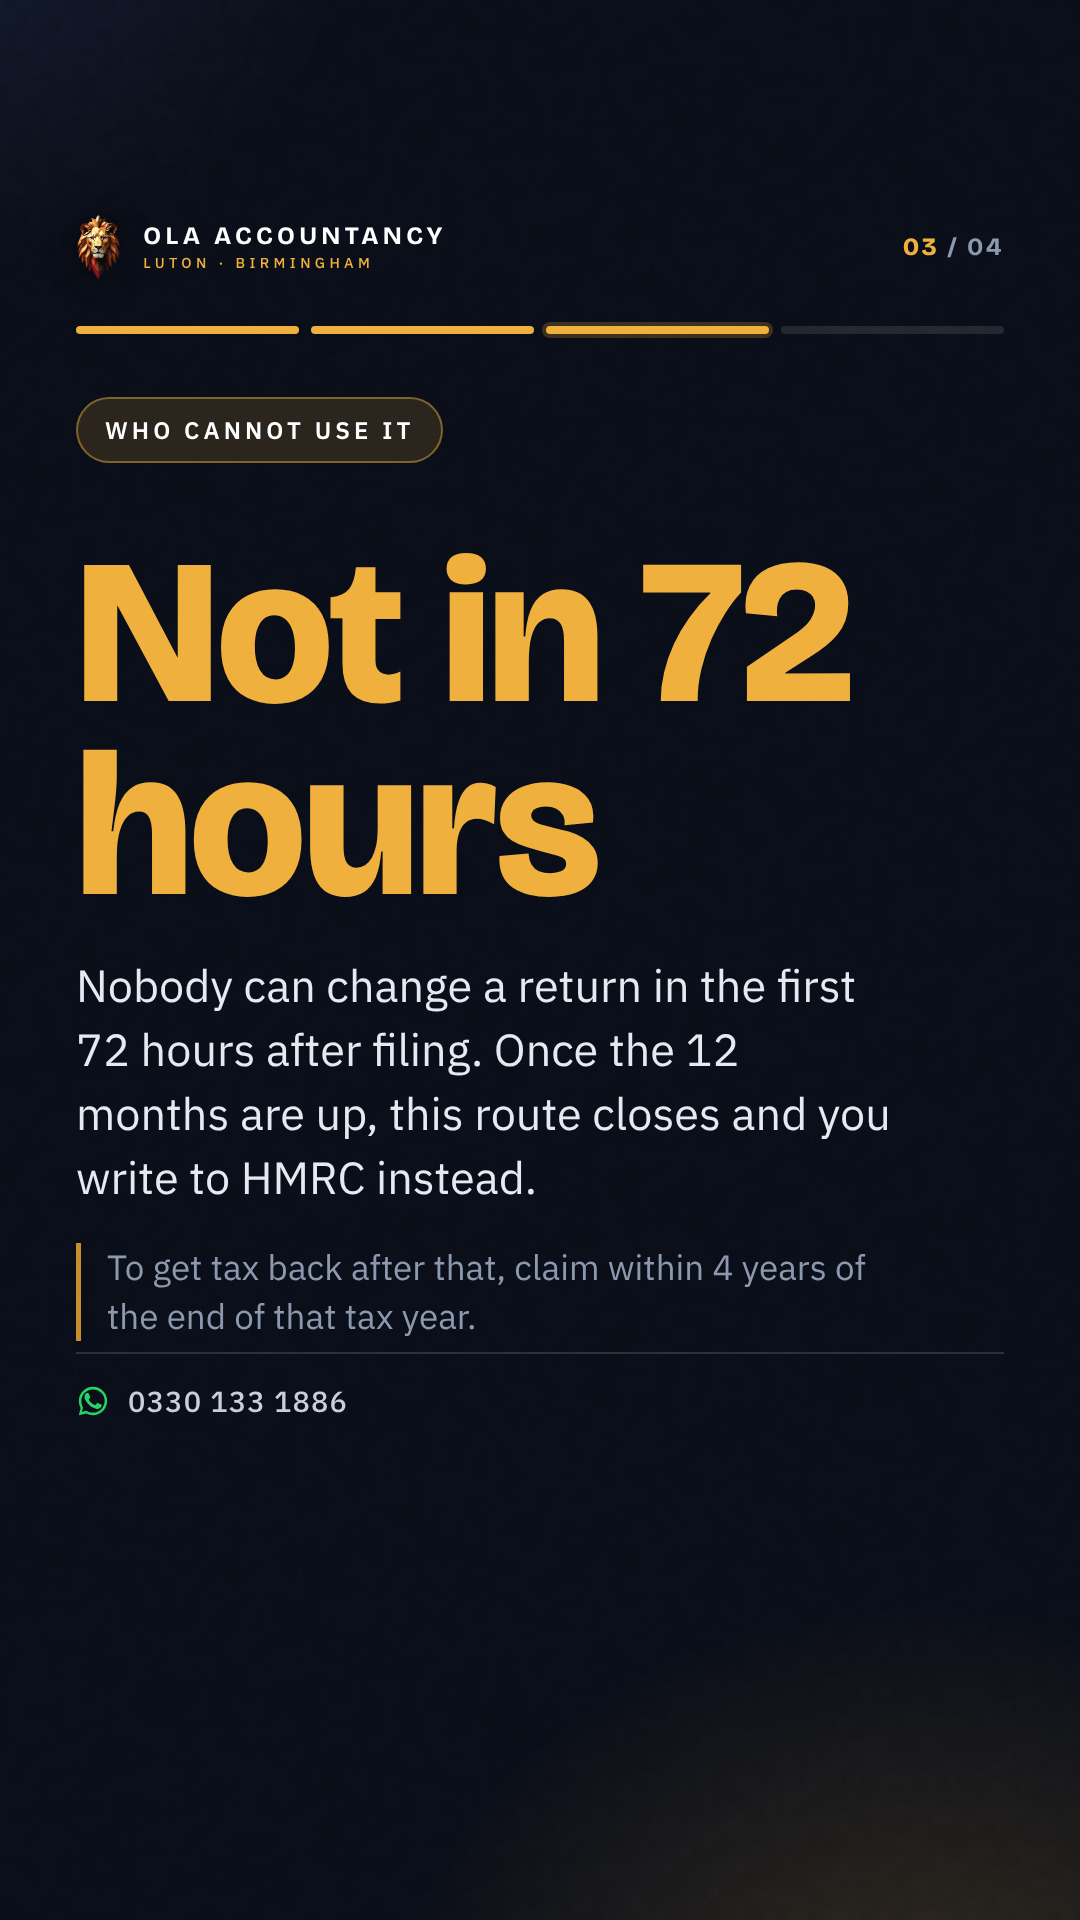 OLA ACCOUNTANCY
LUTON · BIRMINGHAM
03 / 04
WHO CANNOT USE IT
Not in 72
hours
Nobody can change a return in the first
72 hours after filing. Once the 12
months are up, this route closes and you
write to HMRC instead.
To get tax back after that, claim within 4 years of
the end of that tax year.
0330 133 1886